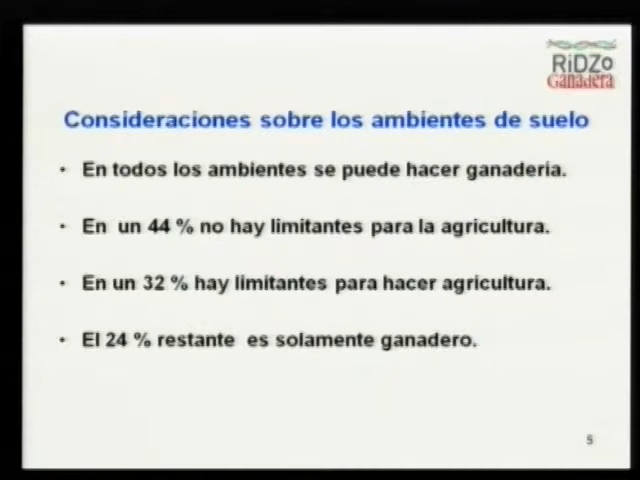 RiDZo
Ganadera
Consideraciones sobre los ambientes de suelo
• En todos los ambientes se puede hacer ganadería.
• En un 44 % no hay limitantes para la agricultura.
• En un 32 % hay limitantes para hacer agricultura.
• El 24 % restante es solamente ganadero.
5